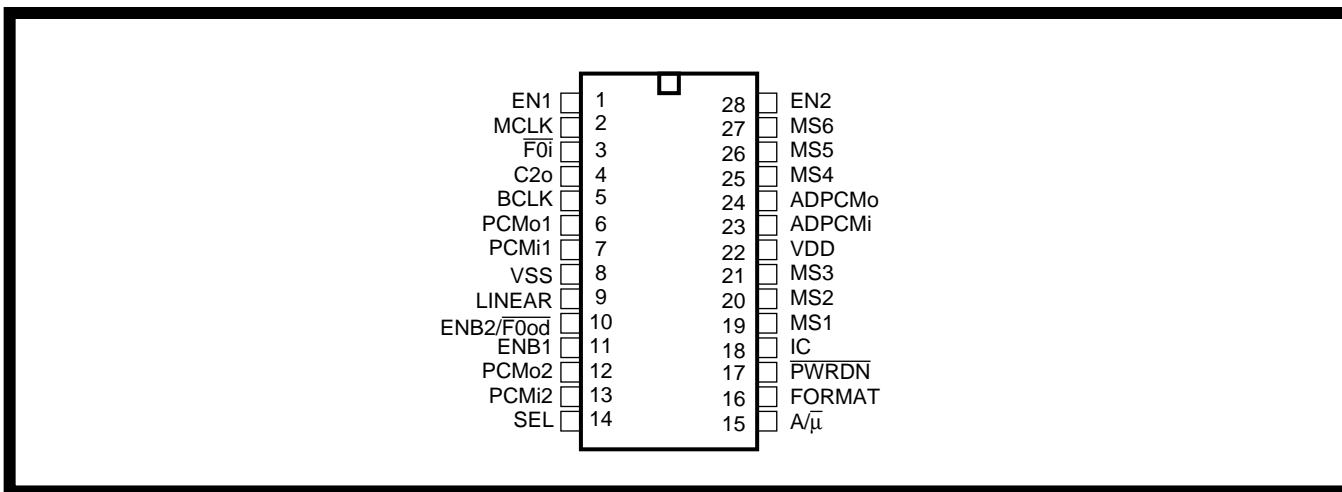 EN1 1 28 EN2
MCLK 2 27 MS6
F0i 3 26 MS5
C2o 4 25 MS4
BCLK 5 24 ADPCMo
PCMo1 6 23 ADPCMi
PCMi1 7 22 VDD
VSS 8 21 MS3
LINEAR 9 20 MS2
ENB2/F0od 10 19 MS1
ENB1 11 18 IC
PCMo2 12 17 PWRDN
PCMi2 13 16 FORMAT
SEL 14 15 A/µ